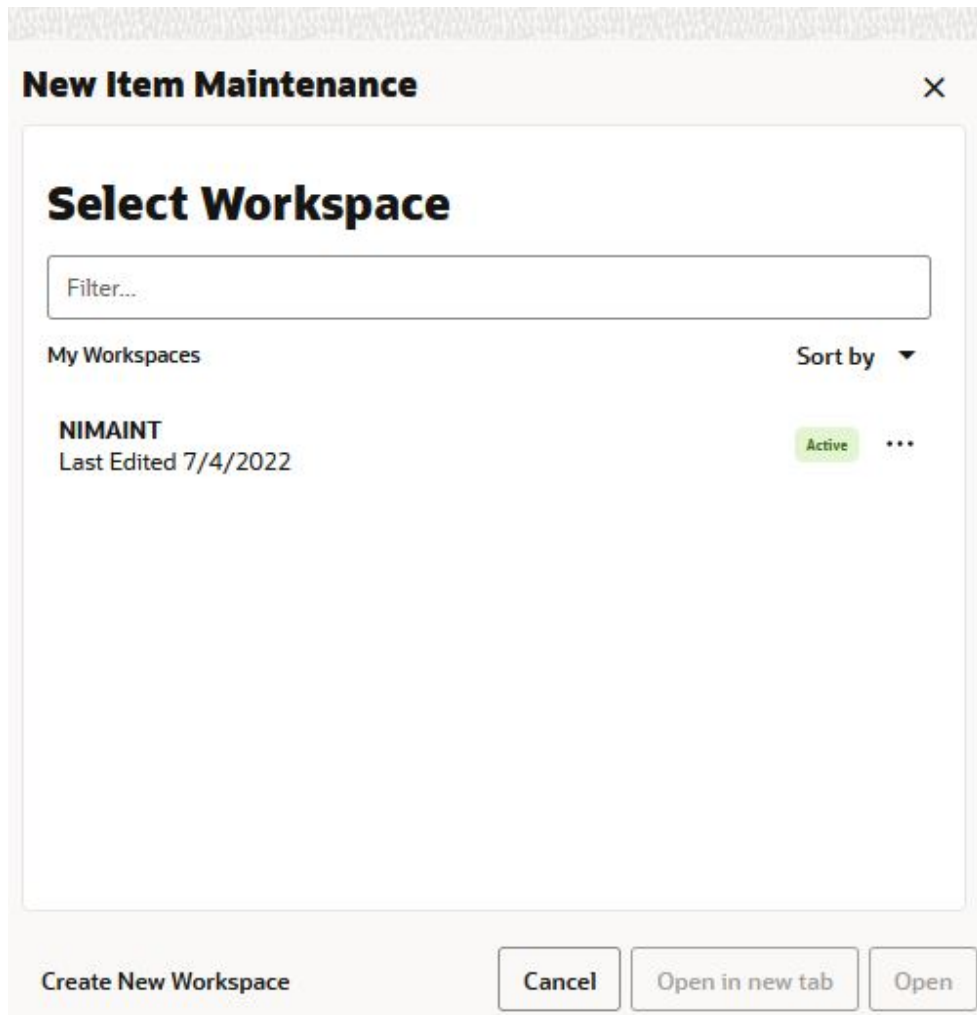 New Item Maintenance
Select Workspace
Filter...
My Workspaces
Sort by
NIMAINT
Last Edited 7/4/2022
Active
Create New Workspace
Cancel
Open in new tab
Open